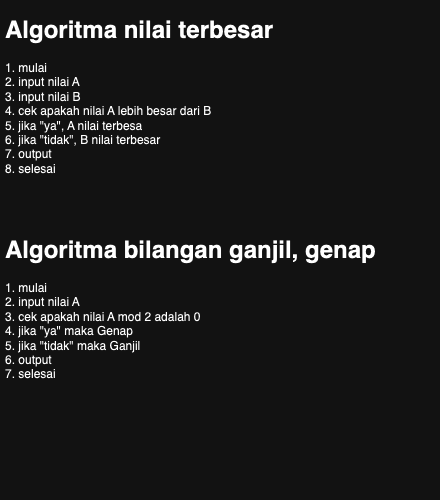 Algoritma nilai terbesar
1. mulai
2. input nilai A
3. input nilai B
4. cek apakah nilai A lebih besar dari B
5. jika "ya", A nilai terbesa
6. jika "tidak", B nilai terbesar
7. output
8. selesai
Algoritma bilangan ganjil, genap
1. mulai
2. input nilai A
3. cek apakah nilai A mod 2 adalah 0
4. jika "ya" maka Genap
5. jika "tidak" maka Ganjil
6. output
7. selesai